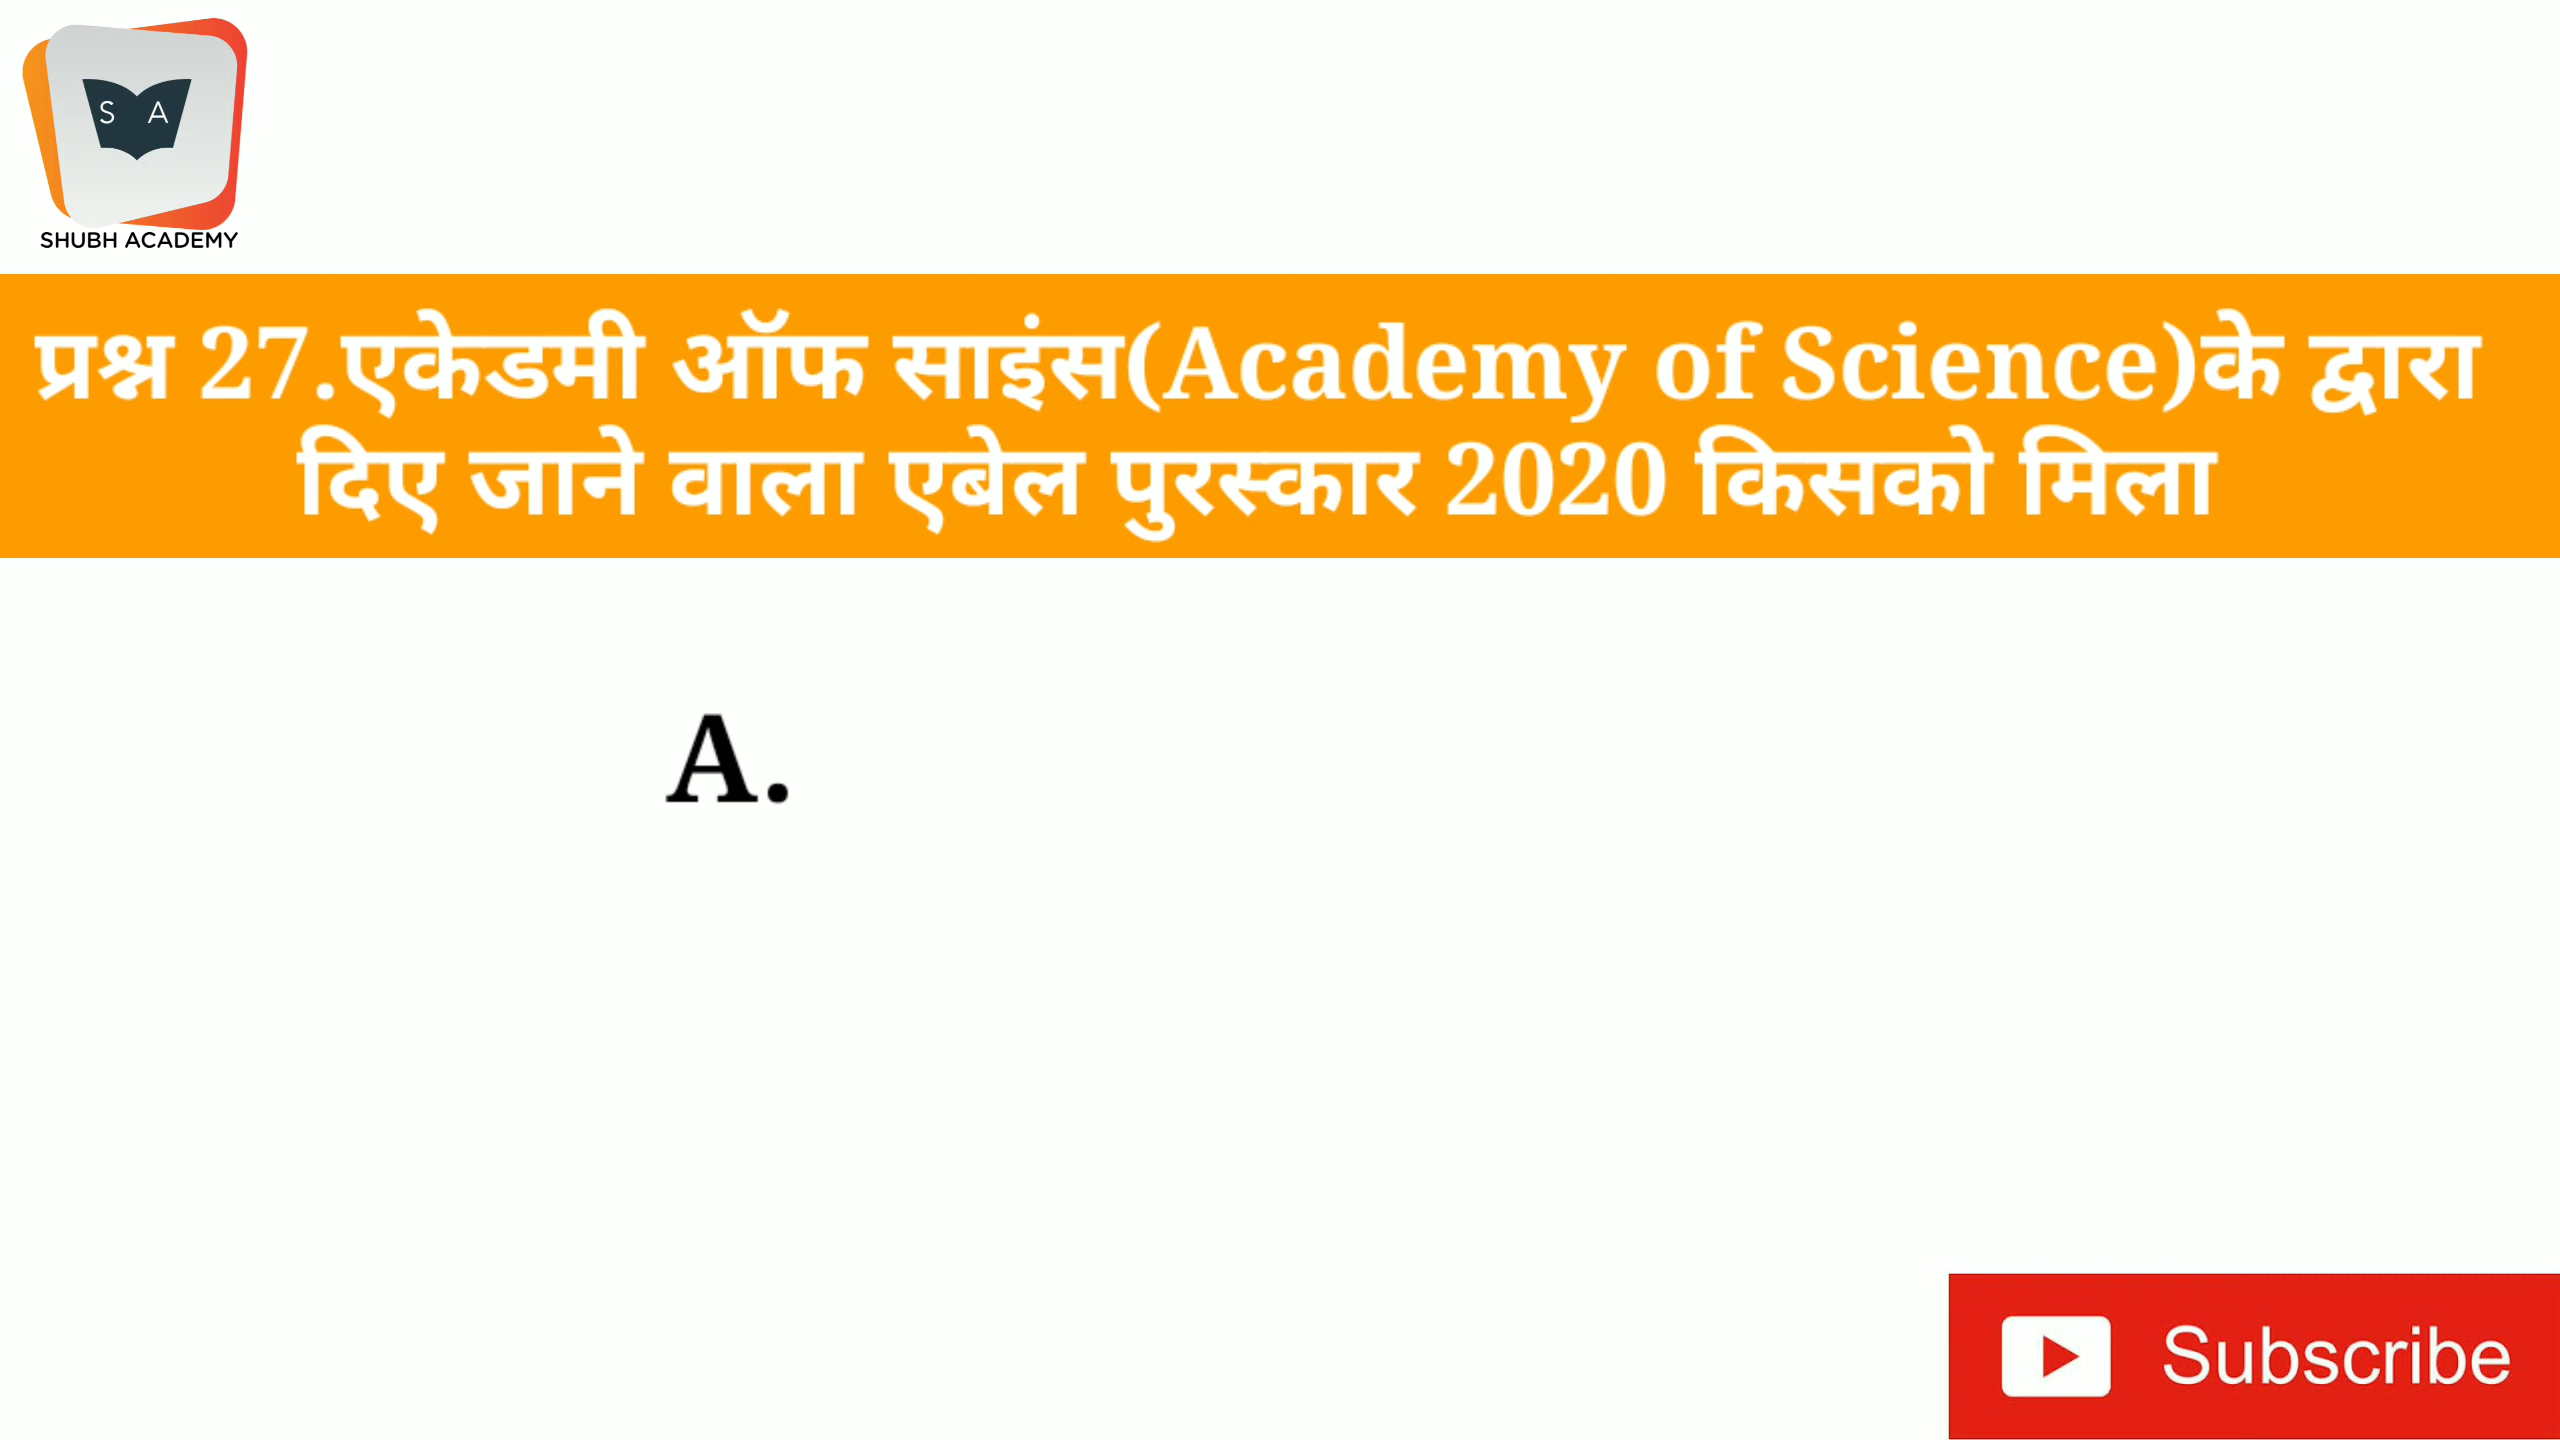 S A
SHUBH ACADEMY
प्रश्न 27.एकेडमी ऑफ साइंस(Academy of Science)के द्वारा
दिए जाने वाला एबेल पुरस्कार 2020 किसको मिला
A.
Subscribe